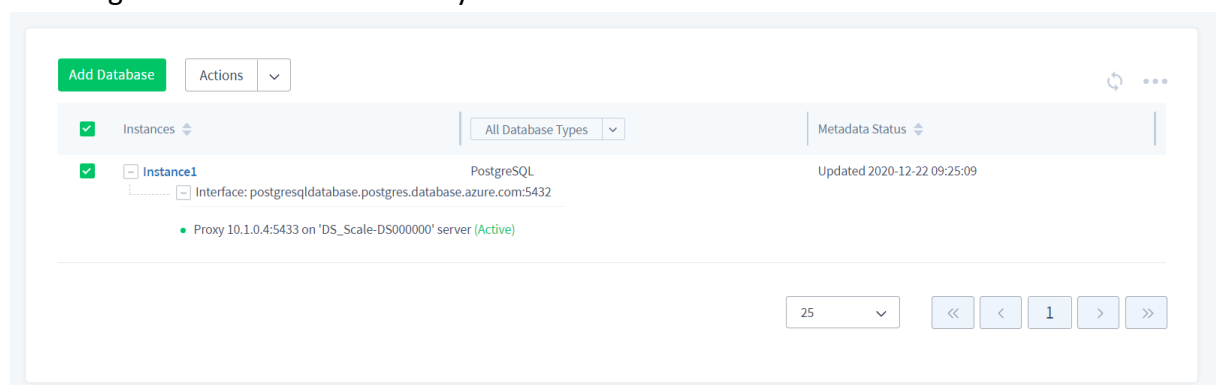 Add Database Actions
Instances All Database Types Metadata Status
Instance1 PostgreSQL Updated 2020-12-22 09:25:09
Interface: postgresqldatabase.postgres.database.azure.com:5432
Proxy 10.1.0.4:5433 on 'DS_Scale-DS000000' server (Active)
25 « < 1 > »